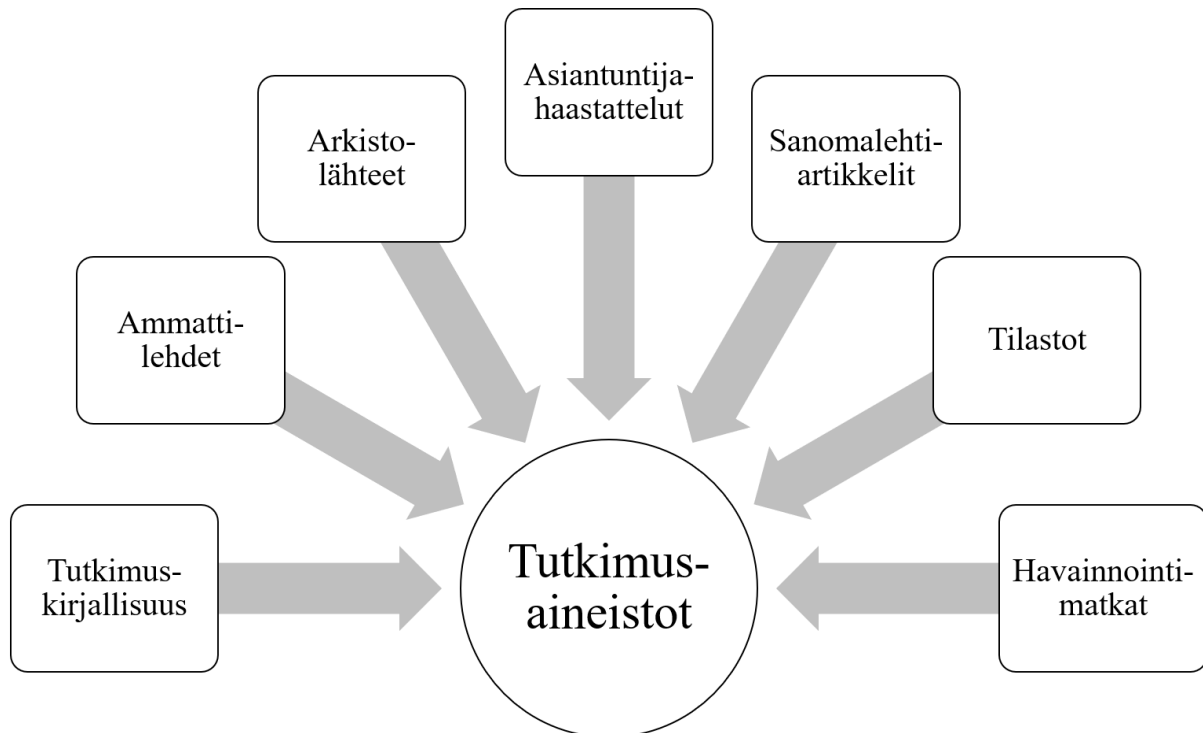 Asiantuntija-
haastattelut
Arkisto-
lähteet
Sanomalehti-
artikkelit
Ammatti-
lehdet
Tilastot
Tutkimus-
kirjallisuus
Tutkimus-
aineistot
Havainnointi-
matkat